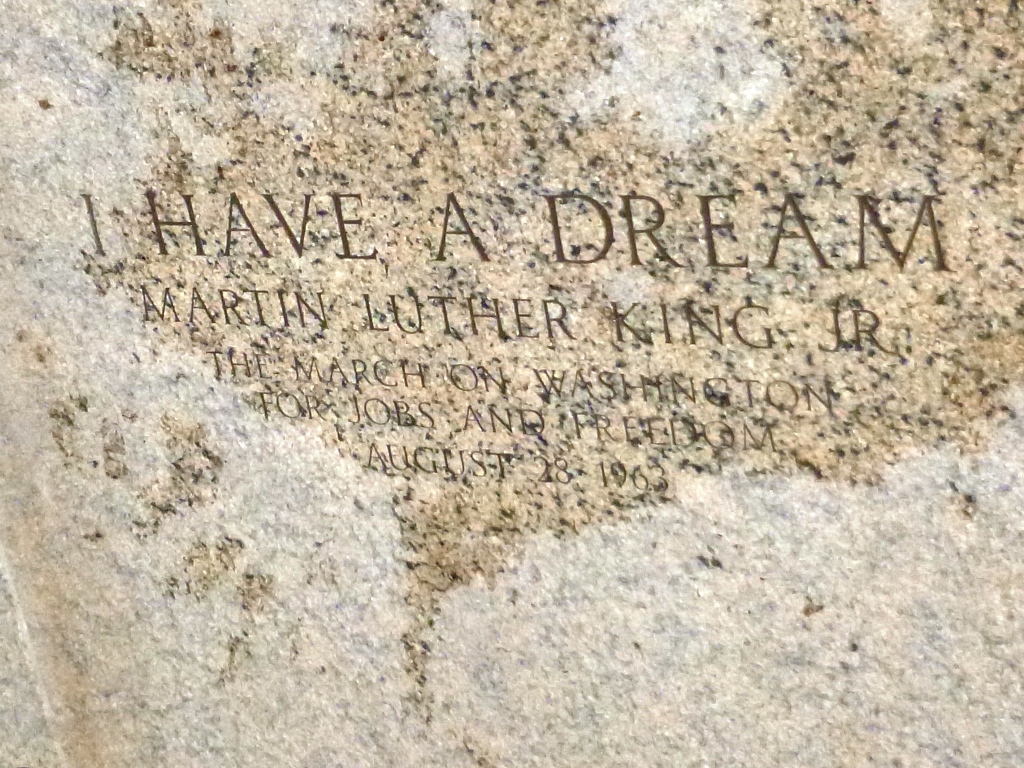 I HAVE A DREAM
MARTIN LUTHER KING JR.
THE MARCH ON WASHINGTON
FOR JOBS AND FREEDOM
AUGUST 28 1963